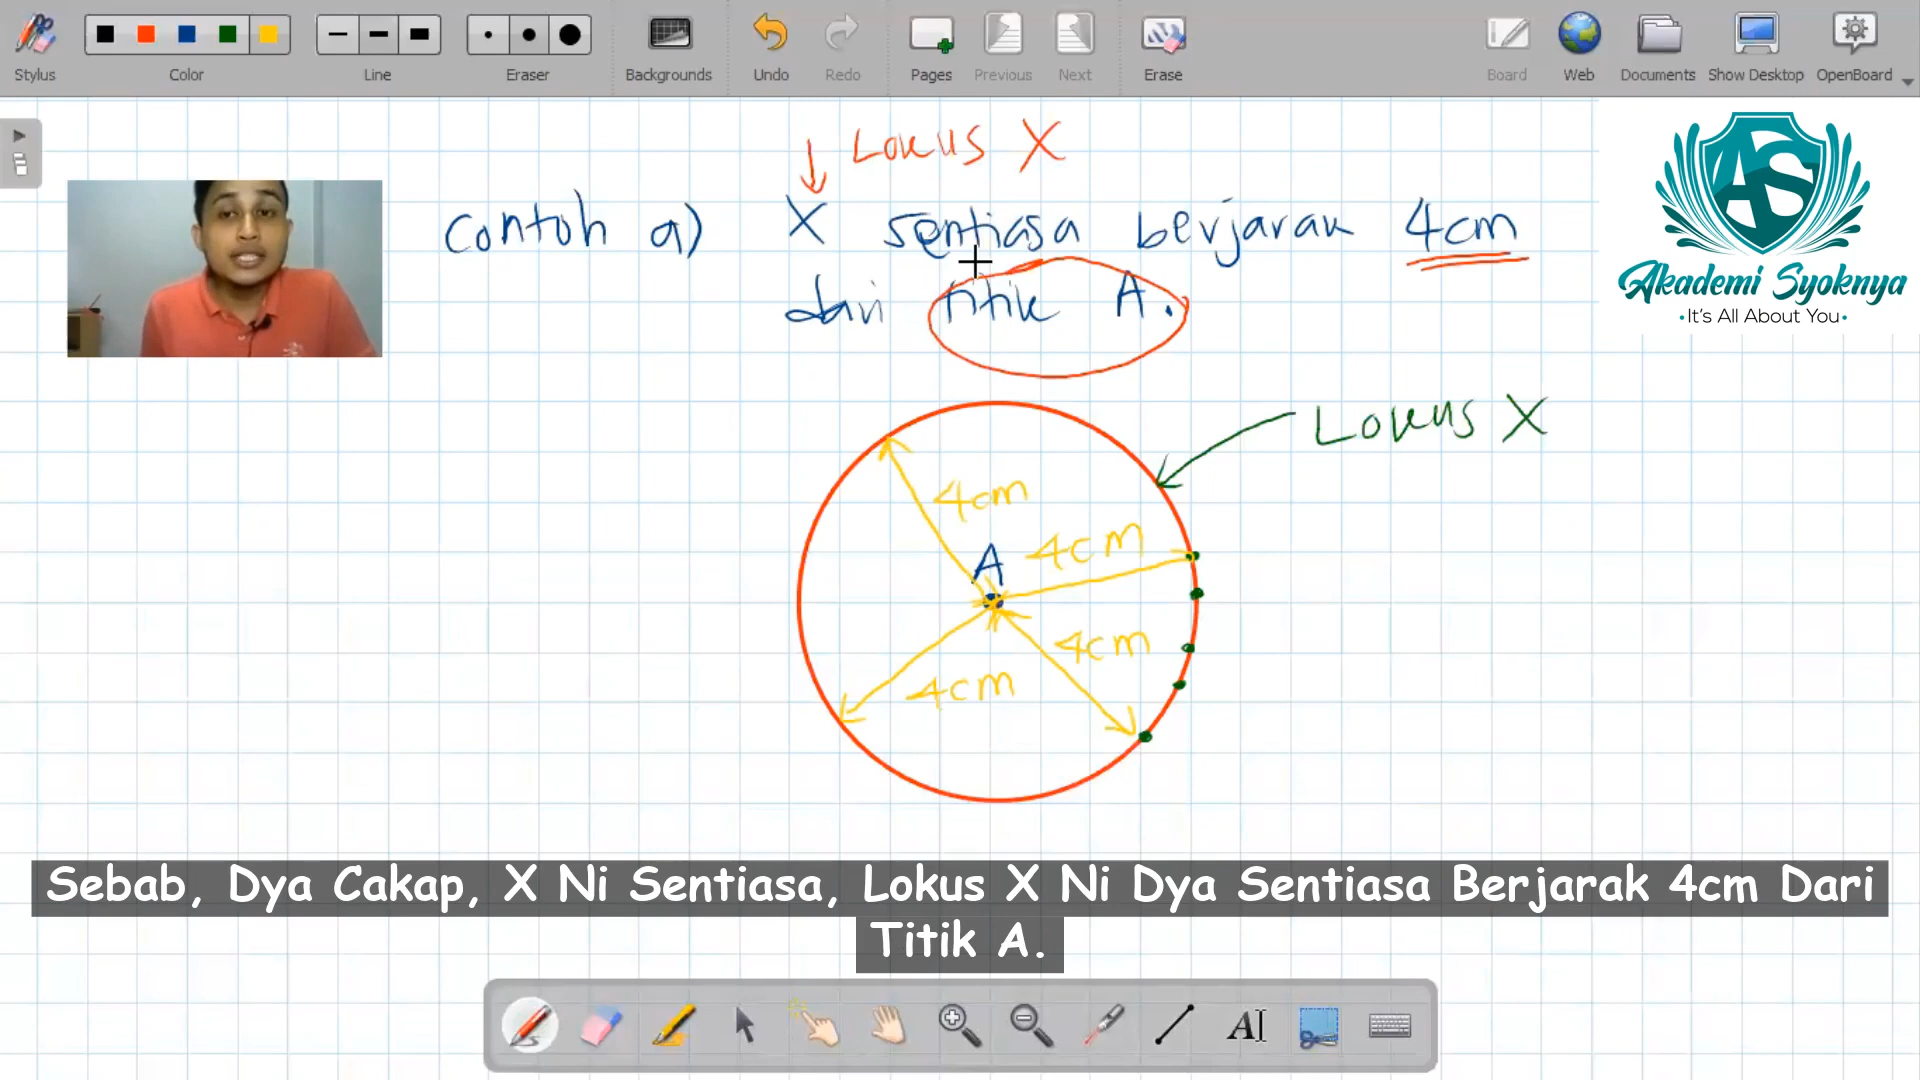 Stylus
Color
Line
Eraser
Backgrounds
Undo
Redo
Pages
Previous
Next
Erase
Board
Web
Documents
Show Desktop
OpenBoard
Lokus X
Contoh a) X sentiasa berjarak 4cm
dari titik A.
AS
Akademi Syoknya
•It's All About You•
Lokus X
4cm
4cm
A
4cm
4cm
Sebab, Dya Cakap, X Ni Sentiasa, Lokus X Ni Dya Sentiasa Berjarak 4cm Dari
Titik A.
A